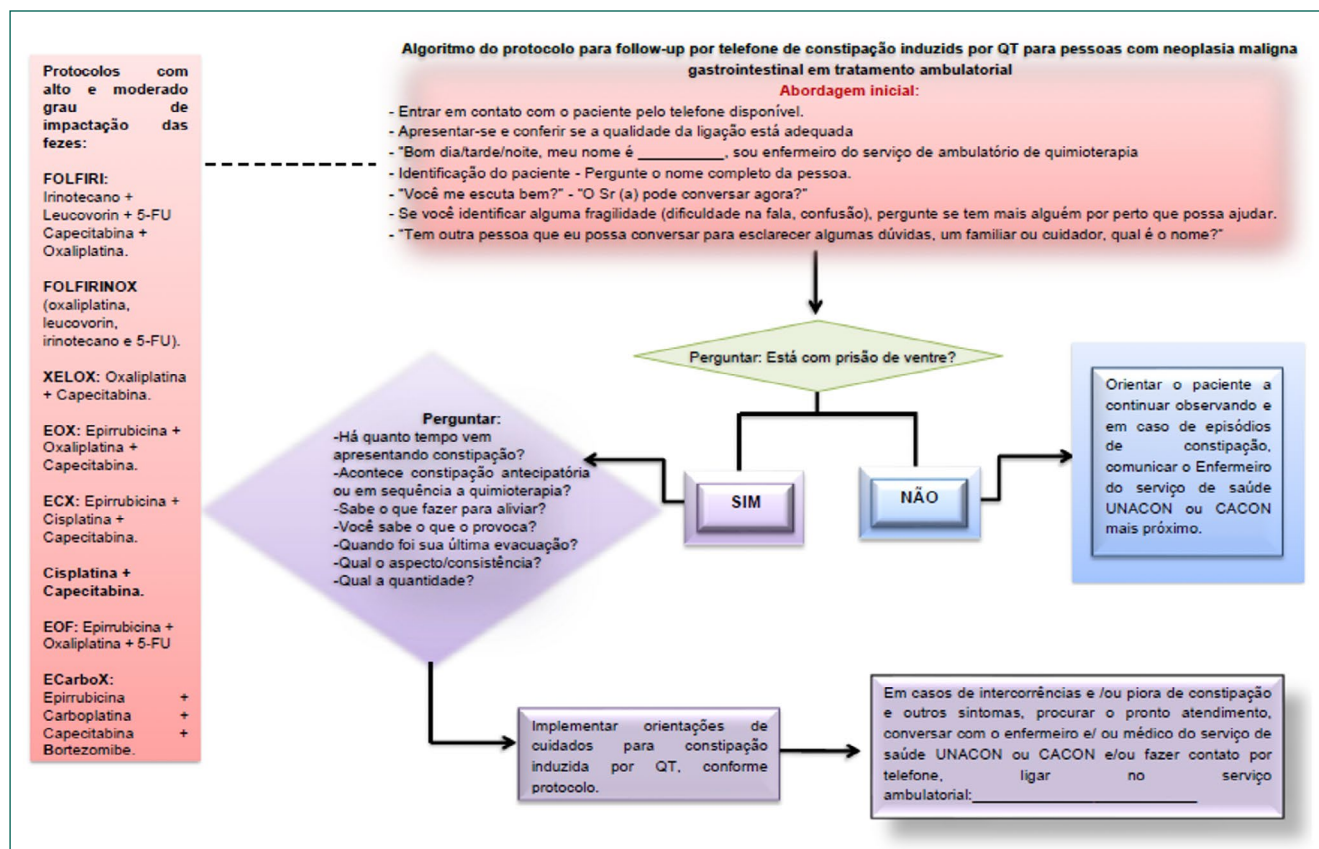 Algoritmo do protocolo para follow-up por telefone de constipação induzids por QT para pessoas com neoplasia maligna
gastrointestinal em tratamento ambulatorial
Abordagem inicial:
- Entrar em contato com o paciente pelo telefone disponível.
- Apresentar-se e conferir se a qualidade da ligação está adequada
- "Bom dia/tarde/noite, meu nome é __________, sou enfermeiro do serviço de ambulatório de quimioterapia
- Identificação do paciente - Pergunte o nome completo da pessoa.
- "Você me escuta bem?" - "O Sr (a) pode conversar agora?"
- Se você identificar alguma fragilidade (dificuldade na fala, confusão), pergunte se tem mais alguém por perto que possa ajudar.
- "Tem outra pessoa que eu possa conversar para esclarecer algumas dúvidas, um familiar ou cuidador, qual é o nome?"
Protocolos com
alto e moderado
grau de
impactação das
fezes:
FOLFIRI:
Irinotecano +
Leucovorin + 5-FU
Capecitabina +
Oxaliplatina.
FOLFIRINOX
(oxaliplatina,
leucovorin,
irinotecano e 5-FU).
XELOX: Oxaliplatina
+ Capecitabina.
EOX: Epirrubicina +
Oxaliplatina +
Capecitabina.
ECX: Epirrubicina +
Cisplatina +
Capecitabina.
Cisplatina +
Capecitabina.
EOF: Epirrubicina +
Oxaliplatina + 5-FU
ECarboX:
Epirrubicina +
Carboplatina +
Capecitabina +
Bortezomibe.
Perguntar: Está com prisão de ventre?
SIM
NÃO
Orientar o paciente a
continuar observando e
em caso de episódios
de constipação,
comunicar o Enfermeiro
do serviço de saúde
UNACON ou CACON
mais próximo.
Perguntar:
-Há quanto tempo vem
apresentando constipação?
-Acontece constipação antecipatória
ou em sequência a quimioterapia?
-Sabe o que fazer para aliviar?
-Você sabe o que o provoca?
-Quando foi sua última evacuação?
-Qual o aspecto/consistência?
-Qual a quantidade?
Implementar orientações de
cuidados para constipação
induzida por QT, conforme
protocolo.
Em casos de intercorrências e /ou piora de constipação
e outros sintomas, procurar o pronto atendimento,
conversar com o enfermeiro e/ ou médico do serviço de
saúde UNACON ou CACON e/ou fazer contato por
telefone, ligar no serviço
ambulatorial:____________________________